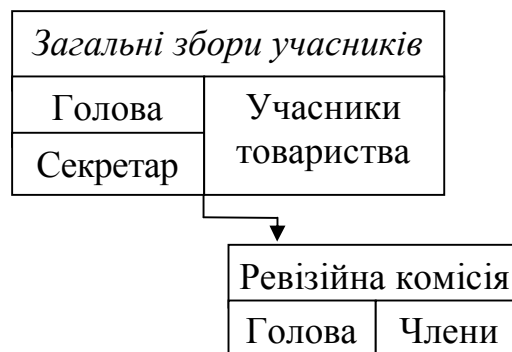 Загальні збори учасників
Голова
Секретар
Учасники
товариства
Ревізійна комісія
Голова
Члени